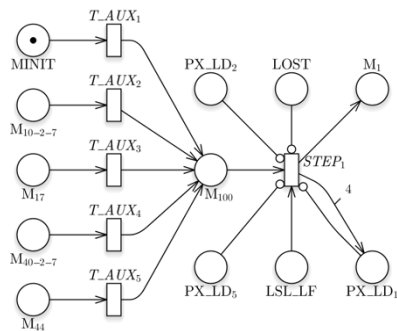 T_AUX₁
MINIT
PX_LD₂
LOST
M₁
T_AUX₂
M₁₀₋₂₋₇
T_AUX₃
STEP₁
M₁₇
M₁₀₀
4
T_AUX₄
M₄₀₋₂₋₇
PX_LD₅
LSL_LF
PX_LD₁
T_AUX₅
M₄₄